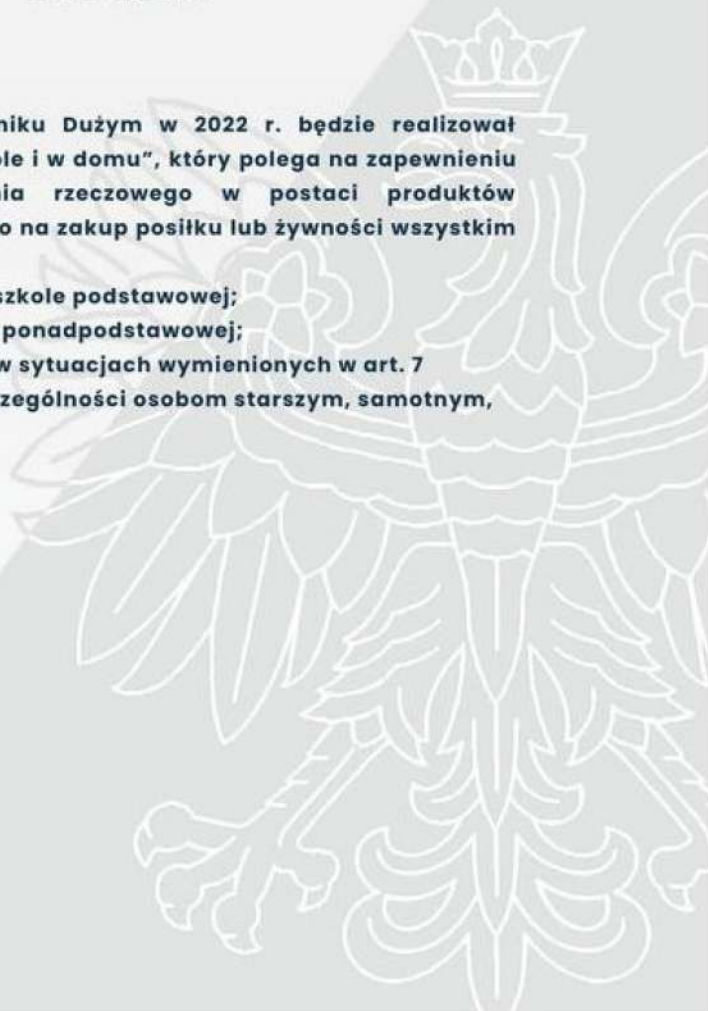 niku Dużym w 2022 r. będzie realizował
le i w domu”, który polega na zapewnieniu
ia rzeczowego w postaci produktów
o na zakup posiłku lub żywności wszystkim
szkole podstawowej;
ponadpodstawowej;
w sytuacjach wymienionych w art. 7
zególności osobom starszym, samotnym,